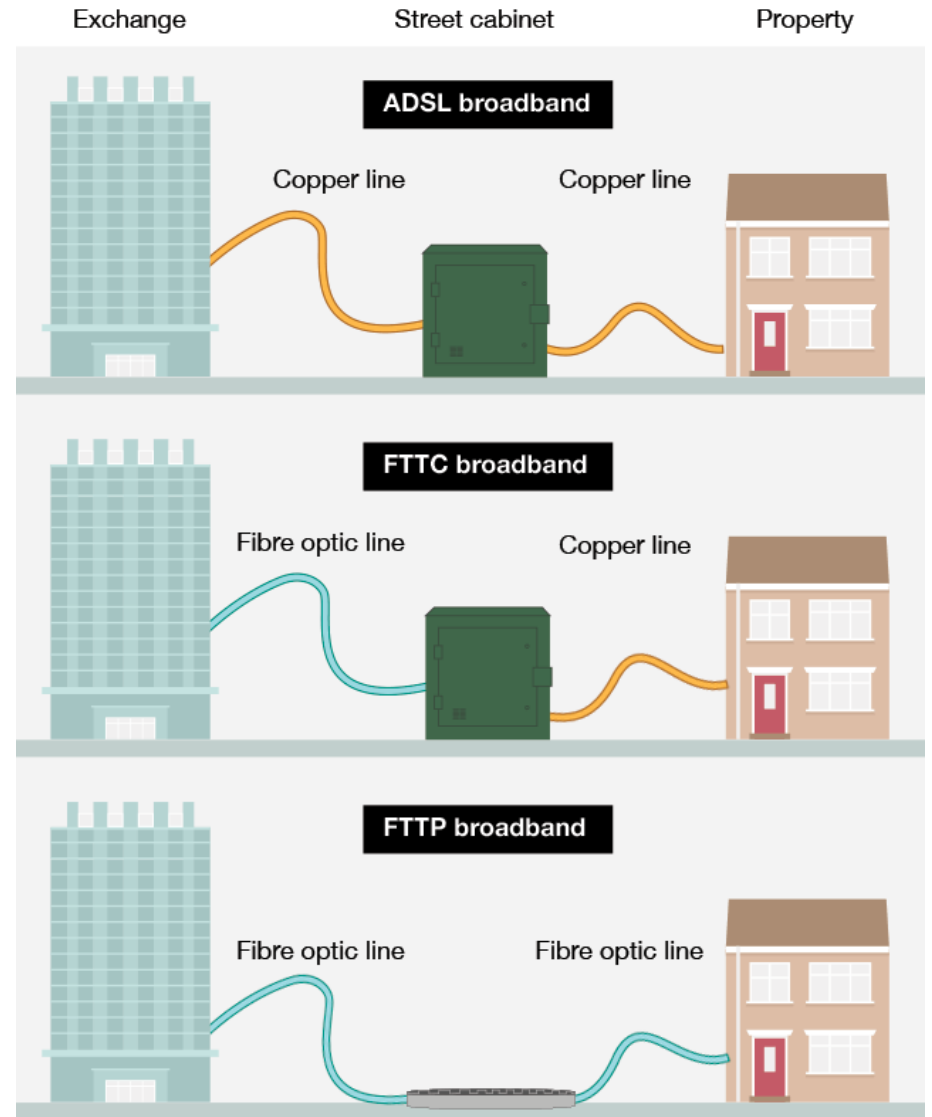 Exchange Street cabinet Property
ADSL broadband
Copper line Copper line
FTTC broadband
Fibre optic line Copper line
FTTP broadband
Fibre optic line Fibre optic line